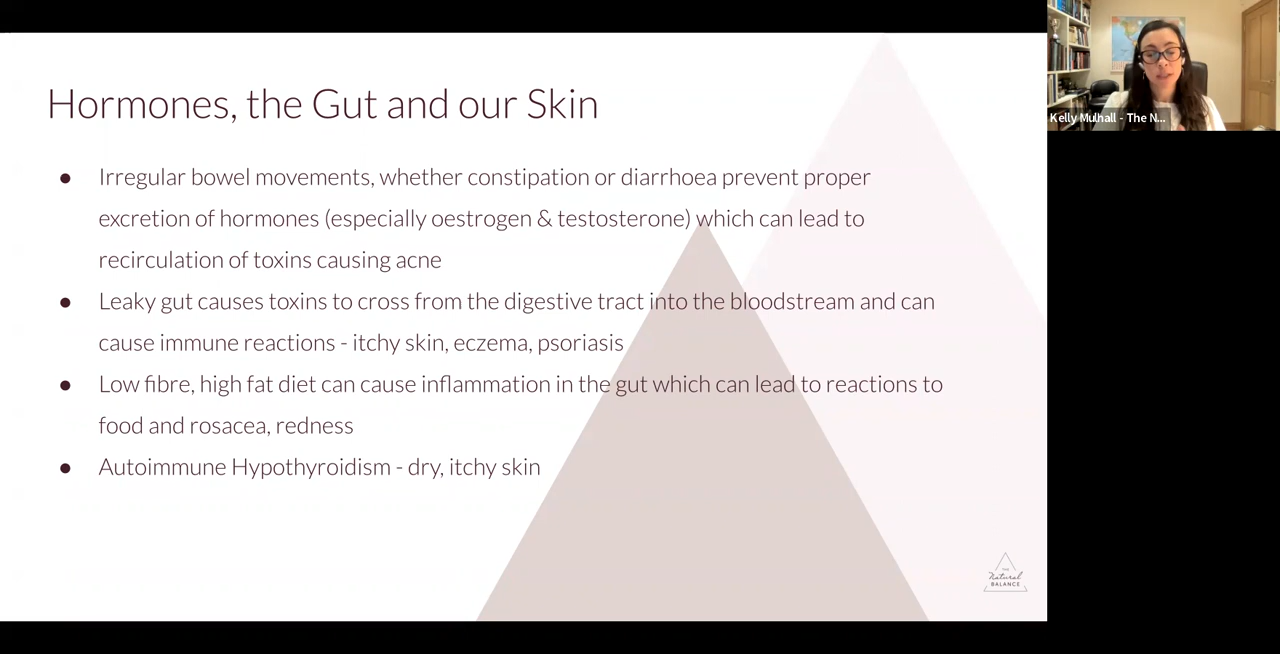 Hormones, the Gut and our Skin
● Irregular bowel movements, whether constipation or diarrhoea prevent proper
excretion of hormones (especially oestrogen & testosterone) which can lead to
recirculation of toxins causing acne
● Leaky gut causes toxins to cross from the digestive tract into the bloodstream and can
cause immune reactions - itchy skin, eczema, psoriasis
● Low fibre, high fat diet can cause inflammation in the gut which can lead to reactions to
food and rosacea, redness
● Autoimmune Hypothyroidism - dry, itchy skin
Kelly Mulhall - The N...
THE
Natural
BALANCE